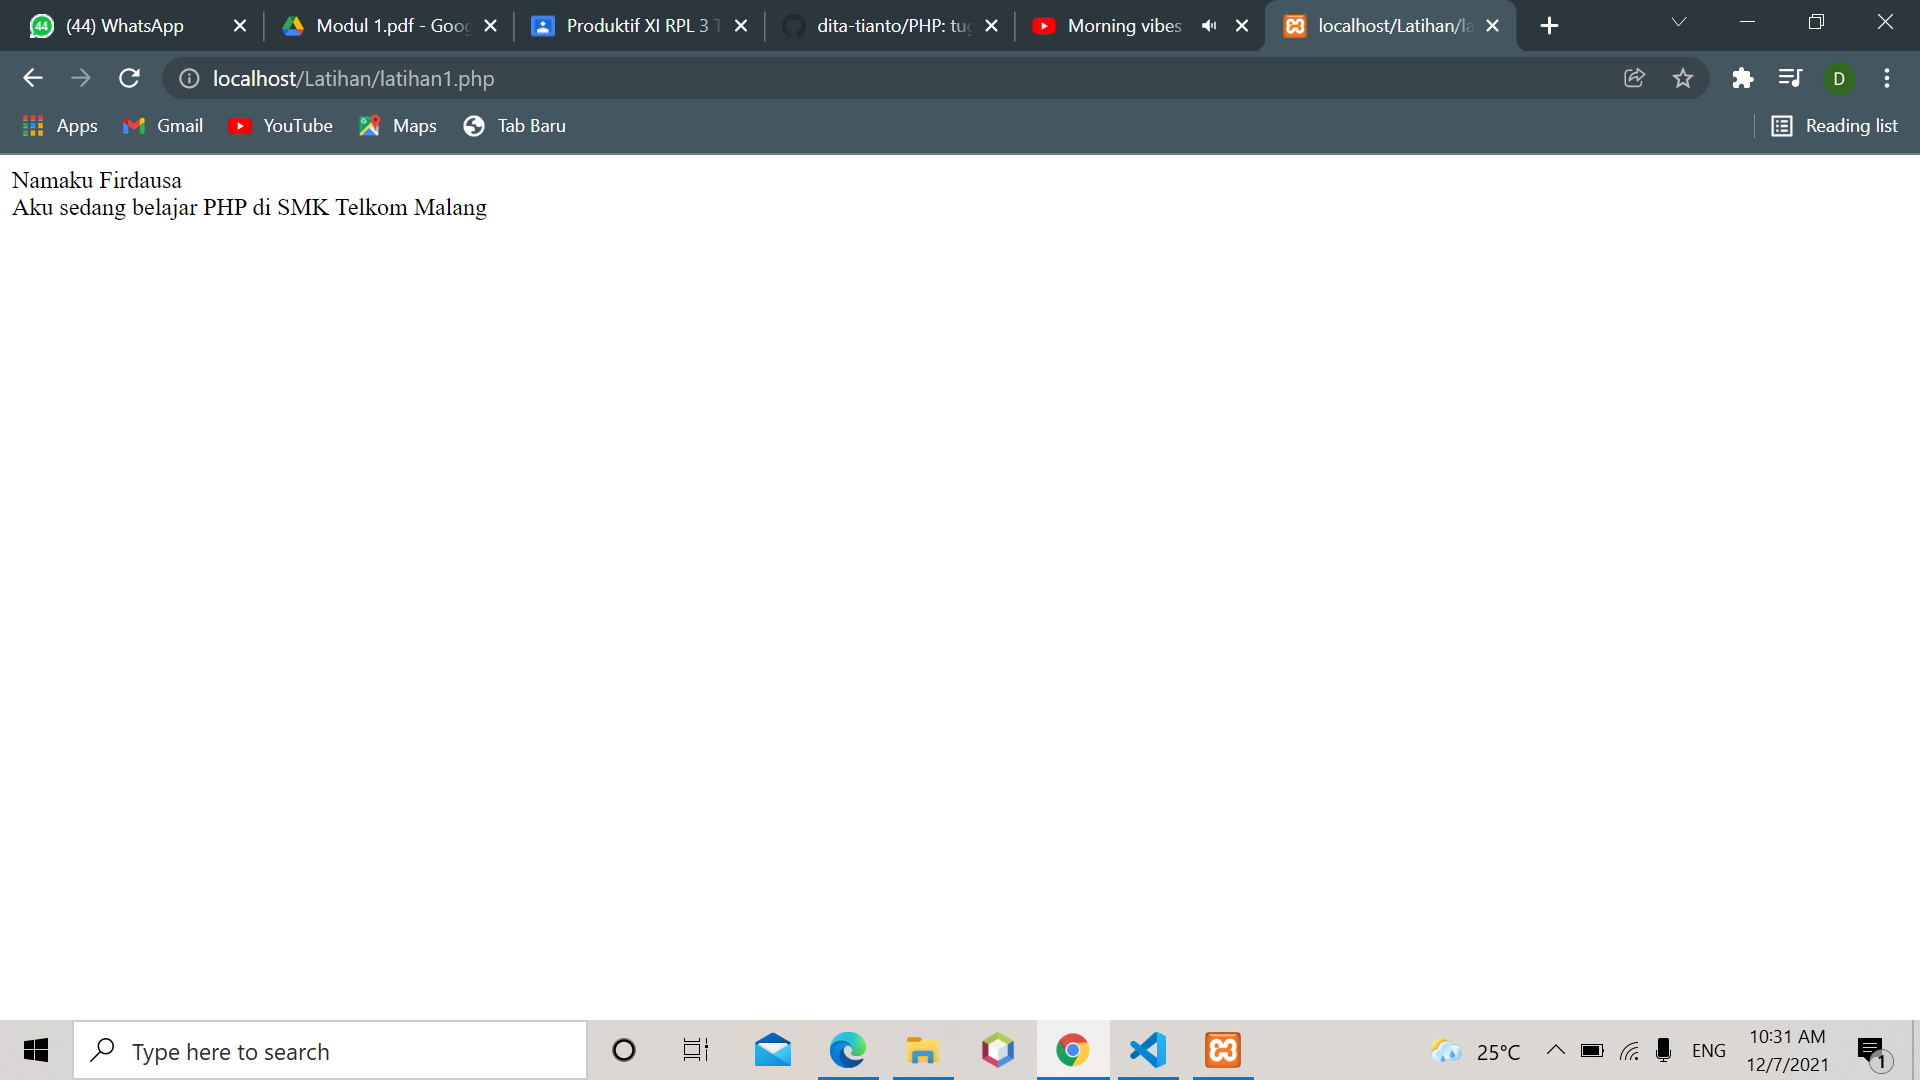 44
(44) WhatsApp
Modul 1.pdf - Goog
Produktif XI RPL 3 T
dita-tianto/PHP: tug
Morning vibes
localhost/Latihan/la
localhost/Latihan/latihan1.php
D
Apps
Gmail
YouTube
Maps
Tab Baru
Reading list
Namaku Firdausa
Aku sedang belajar PHP di SMK Telkom Malang
Type here to search
25°C
ENG
10:31 AM
12/7/2021
1